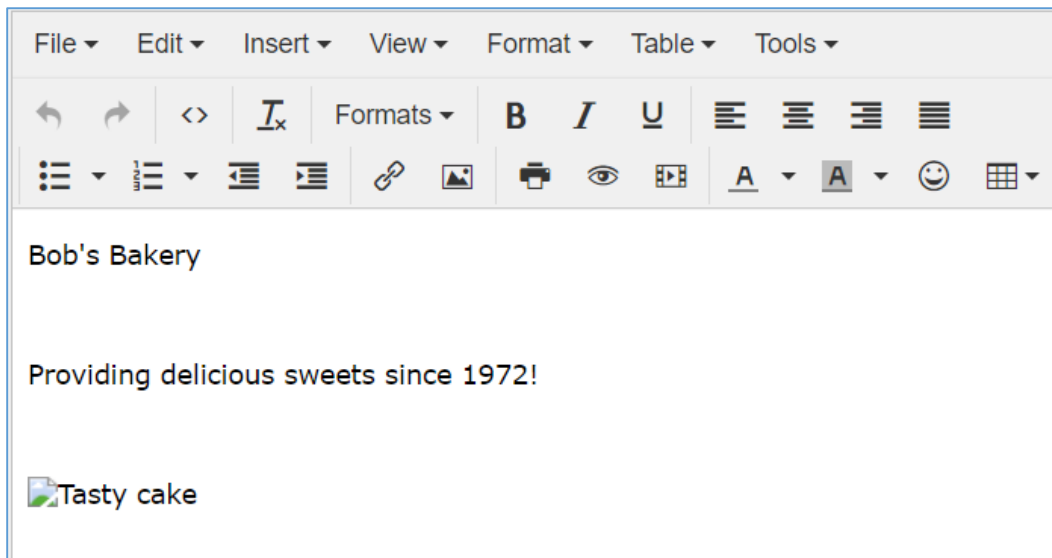 File Edit Insert View Format Table Tools
Formats B I U
A A
Bob's Bakery
Providing delicious sweets since 1972!
Tasty cake